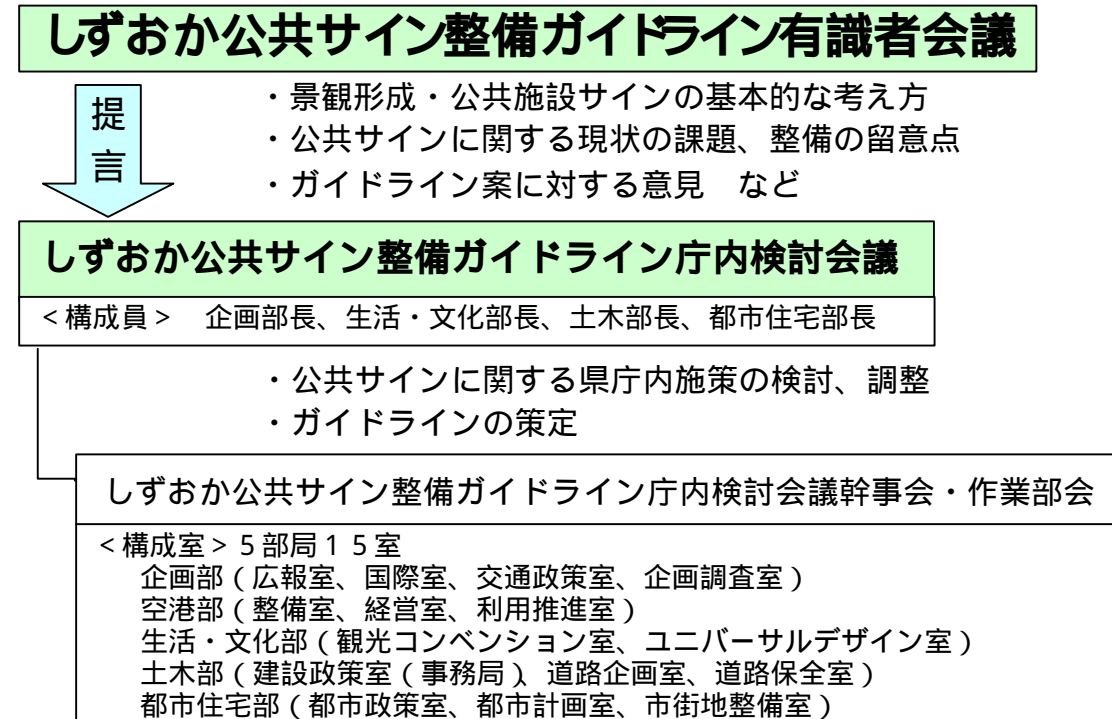 しずおか公共サイン整備ガイドライン有識者会議
提言
・景観形成・公共施設サインの基本的な考え方
・公共サインに関する現状の課題、整備の留意点
・ガイドライン案に対する意見　など
しずおか公共サイン整備ガイドライン庁内検討会議
<構成員>　企画部長、生活・文化部長、土木部長、都市住宅部長
・公共サインに関する県庁内施策の検討、調整
・ガイドラインの策定
しずおか公共サイン整備ガイドライン庁内検討会議幹事会・作業部会
<構成室>５部局１５室
企画部（広報室、国際室、交通政策室、企画調査室）
空港部（整備室、経営室、利用推進室）
生活・文化部（観光コンベンション室、ユニバーサルデザイン室）
土木部（建設政策室（事務局）、道路企画室、道路保全室）
都市住宅部（都市政策室、都市計画室、市街地整備室）